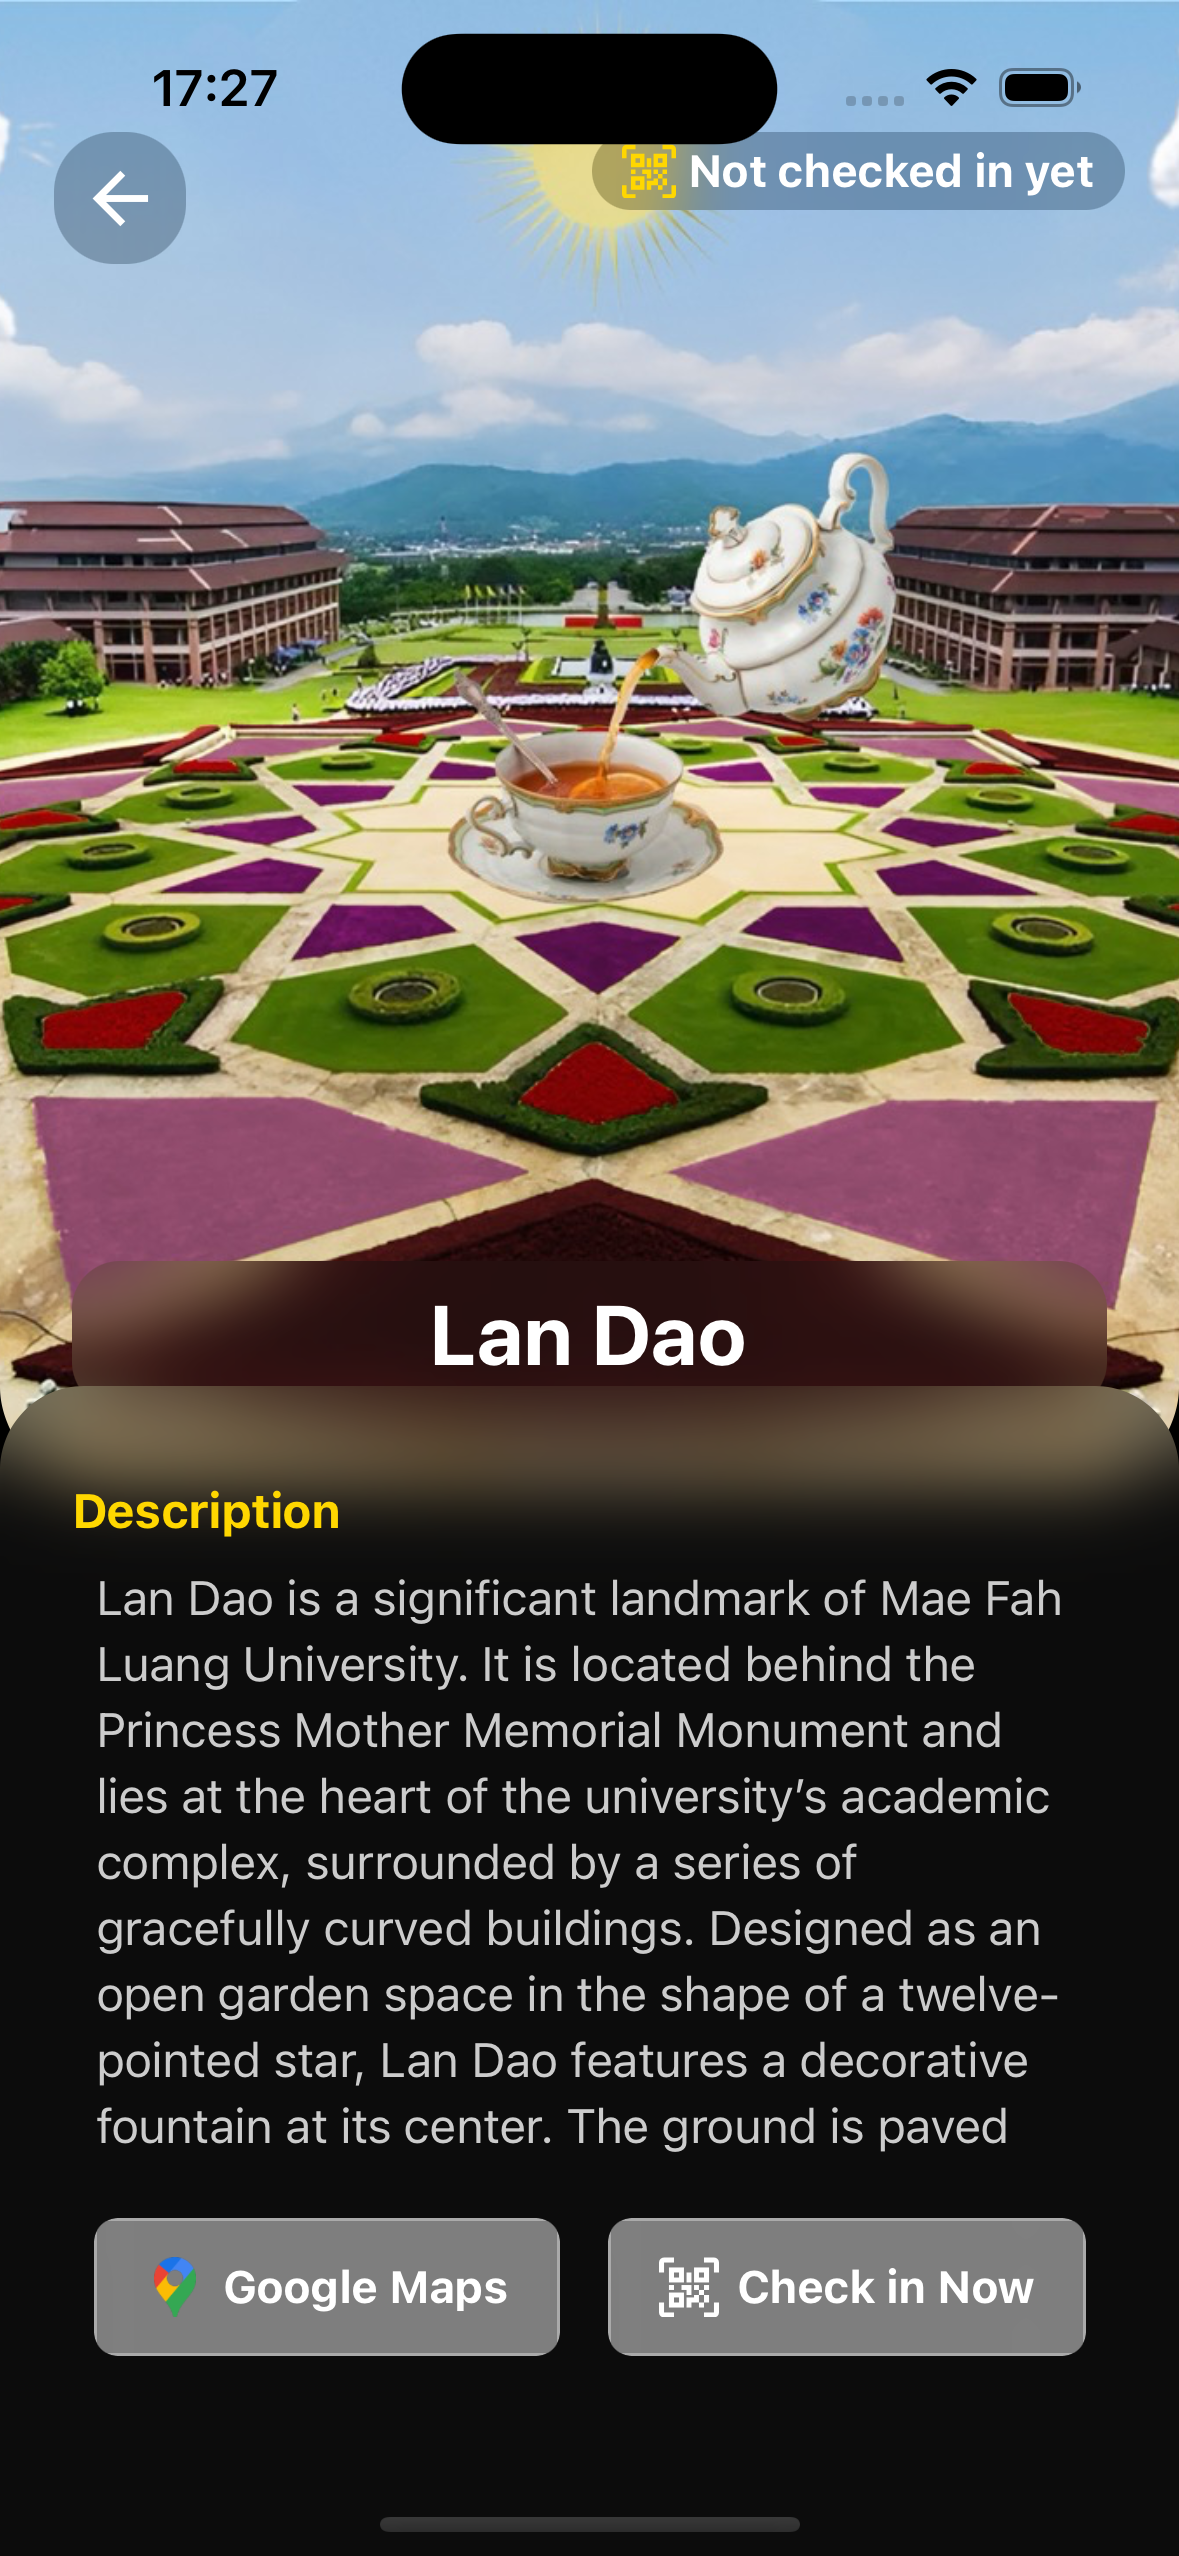 17:27
Not checked in yet
Lan Dao
Description
Lan Dao is a significant landmark of Mae Fah
Luang University. It is located behind the
Princess Mother Memorial Monument and
lies at the heart of the university’s academic
complex, surrounded by a series of
gracefully curved buildings. Designed as an
open garden space in the shape of a twelve-
pointed star, Lan Dao features a decorative
fountain at its center. The ground is paved
Google Maps
Check in Now